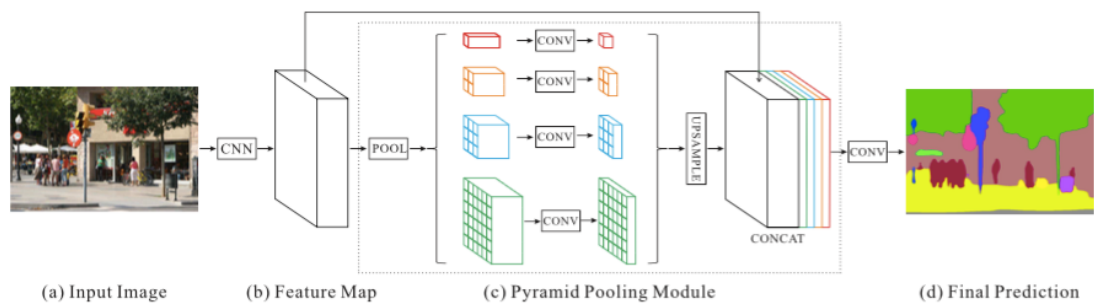 CNN
POOL
CONV
CONV
CONV
CONV
UPSAMPLE
CONCAT
CONV
(a) Input Image
(b) Feature Map
(c) Pyramid Pooling Module
(d) Final Prediction